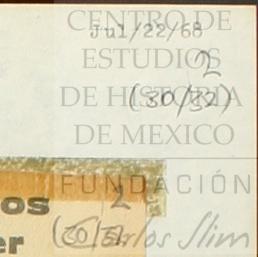 CENTRO DE
Jul/22/68
ESTUDIOS
2
DE HISTORIA
(30/32)
DE MEXICO
FUNDACIÓN
os
2
Carlos Slim
er